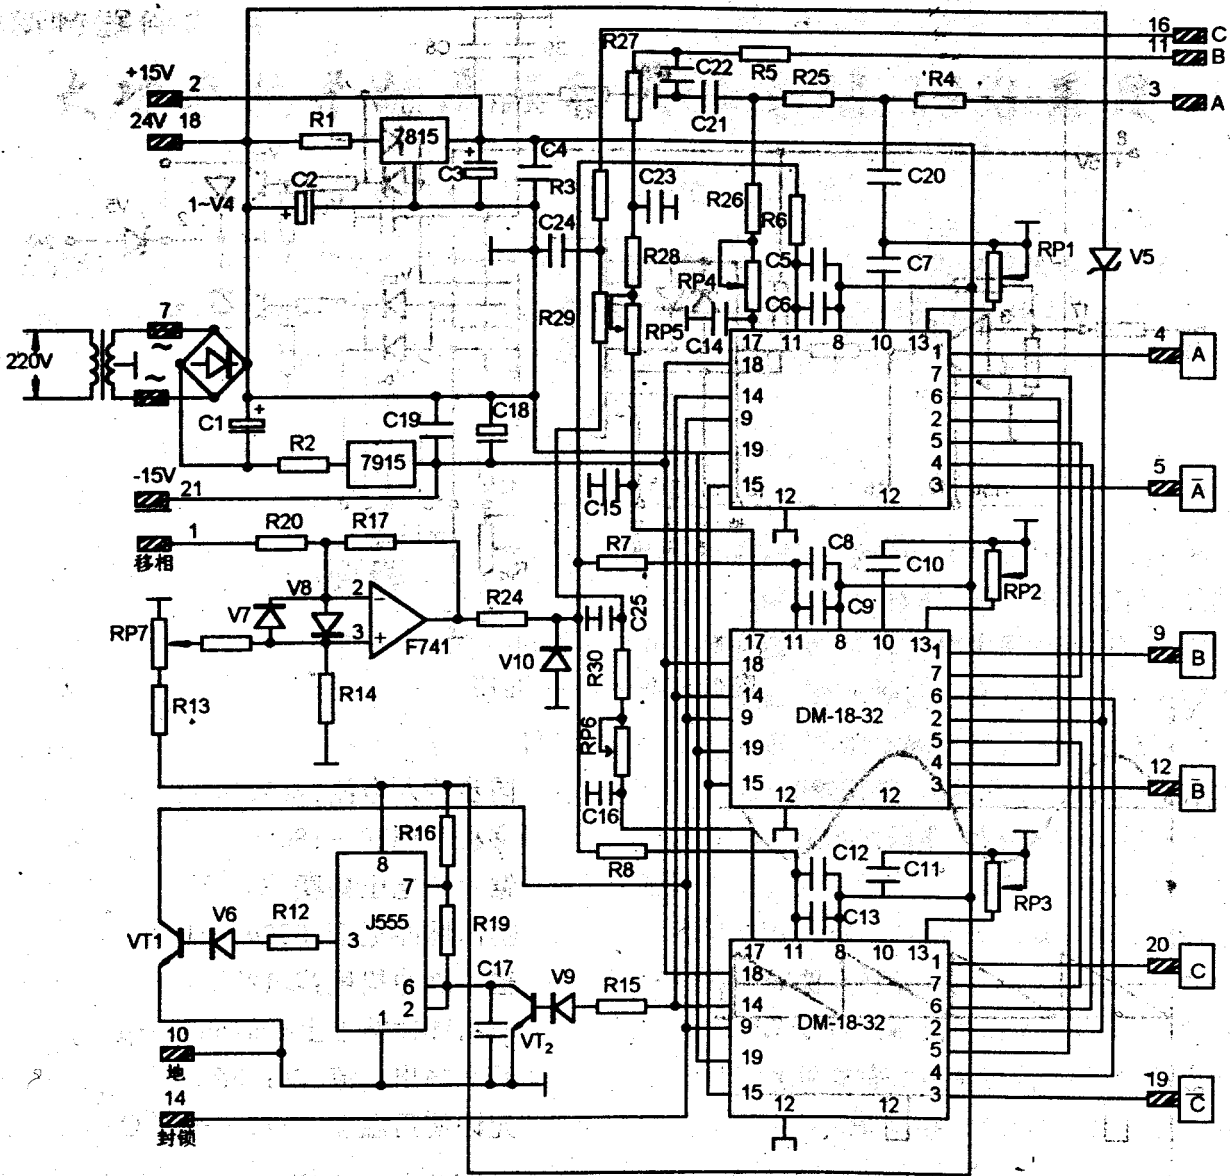 16
C
R27
11
B
C22
R5
R25
R4
3
A
+15V
2
24V
18
C21
R1
7815
C4
C3
R3
C20
C2
C23
R26
R6
1~V4
C24
R28
C5
C7
RP1
V5
RP4
C6
R29
RP5
C14
7
~
220V
~
17
11
8
10
13
4
A
18
1
7
14
6
9
2
5
19
4
15
3
12
12
5
A̅
C1
+
C19
C18
R2
7915
-15V
21
C15
R20
R17
1
移相
R7
C8
C10
C9
RP2
V8
2
−
V7
3
+
F741
R24
C25
RP7
V10
R30
R14
R13
17
11
8
10
13
9
B
18
1
7
14
6
9
DM-18-32
2
5
19
4
15
3
12
12
12
B̅
RP6
C16
R16
8
7
R8
C12
C11
C13
RP3
J555
R19
VT1
V6
R12
3
6
2
1
C17
V9
R15
VT2
17
11
8
10
13
20
C
18
1
7
14
6
9
DM-18-32
2
5
19
4
15
3
12
12
19
C̅
10
地
14
封锁